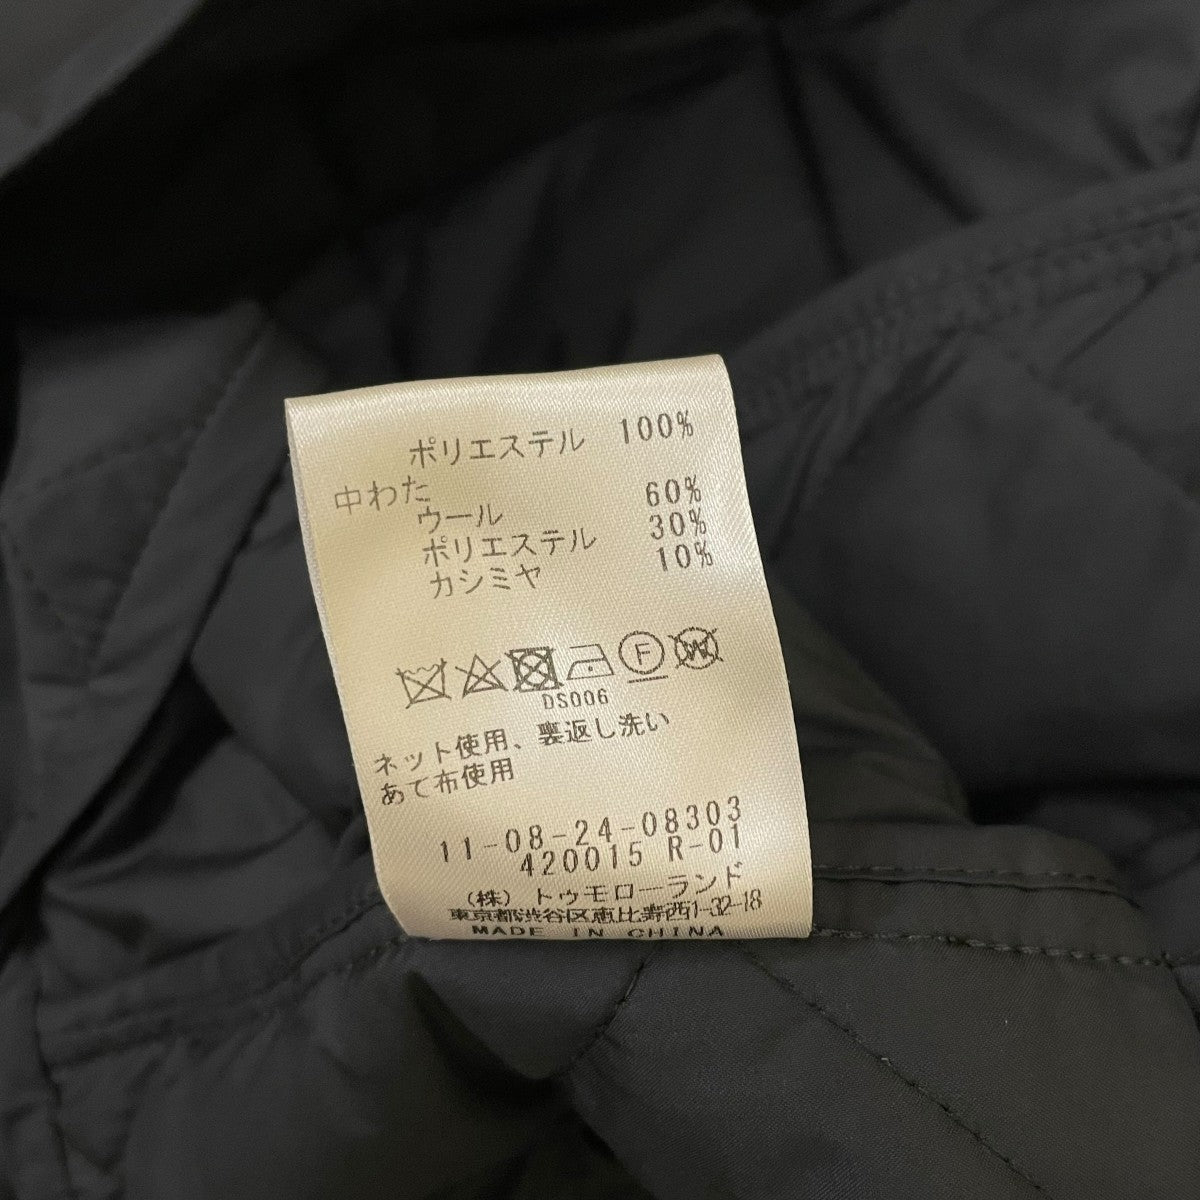 ポリエステル 100%
中わた
ウール 60%
ポリエステル 30%
カシミヤ 10%
F W
DS006
ネット使用、裏返し洗い
あて布使用
11-08-24-08303
420015 R-01
(株)トゥモローランド
東京都渋谷区恵比寿西1-32-18
MADE IN CHINA